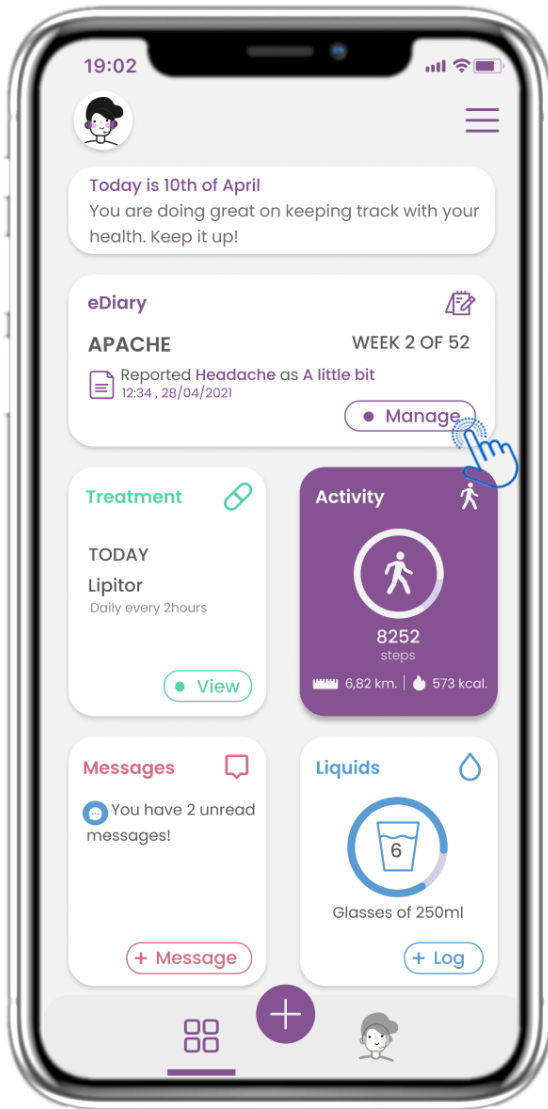 19:02
Today is 10th of April
You are doing great on keeping track with your
health. Keep it up!
eDiary
APACHE
WEEK 2 OF 52
Reported Headache as A little bit
12:34 , 28/04/2021
Manage
Treatment
TODAY
Lipitor
Daily every 2hours
View
Activity
8252
steps
6,82 km. | 573 kcal.
Messages
You have 2 unread
messages!
+ Message
Liquids
6
Glasses of 250ml
+ Log